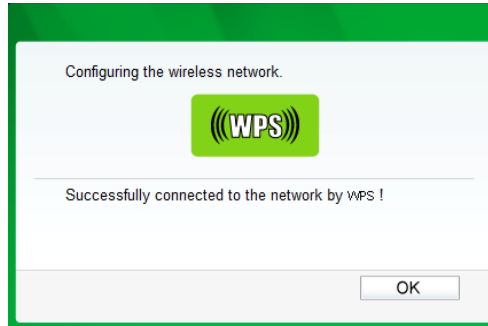 Configuring the wireless network.
(((WPS)))
Successfully connected to the network by WPS !
OK